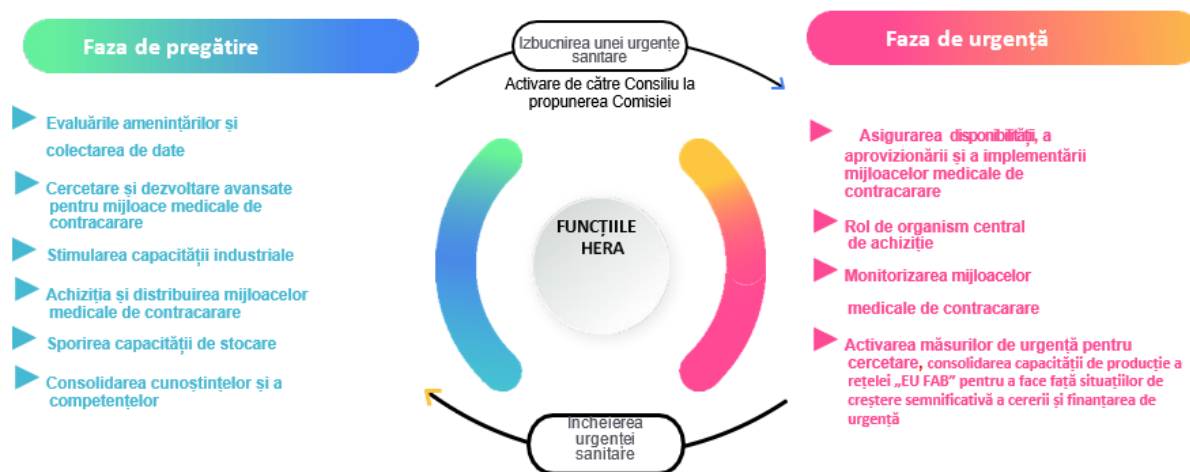 Faza de pregătire
Evaluările amenințărilor și
colectarea de date
Cercetare și dezvoltare avansate
pentru mijloace medicale de
contracarare
Stimularea capacității industriale
Achiziția și distribuirea mijloacelor
medicale de contracarare
Sporirea capacității de stocare
Consolidarea cunoștințelor și a
competențelor
Izbucnirea unei urgențe
sanitare
Activare de către Consiliu la
propunerea Comisiei
FUNCȚIILE
HERA
Încheierea
urgenței
sanitare
Faza de urgență
Asigurarea disponibilității, a
aprovizionării și a implementării
mijloacelor medicale de
contracarare
Rol de organism central
de achiziție
Monitorizarea mijloacelor
medicale de contracarare
Activarea măsurilor de urgență pentru
cercetare, consolidarea capacității de producție a
rețelei „EU FAB” pentru a face față situațiilor de
creștere semnificativă a cererii și finanțarea de
urgență